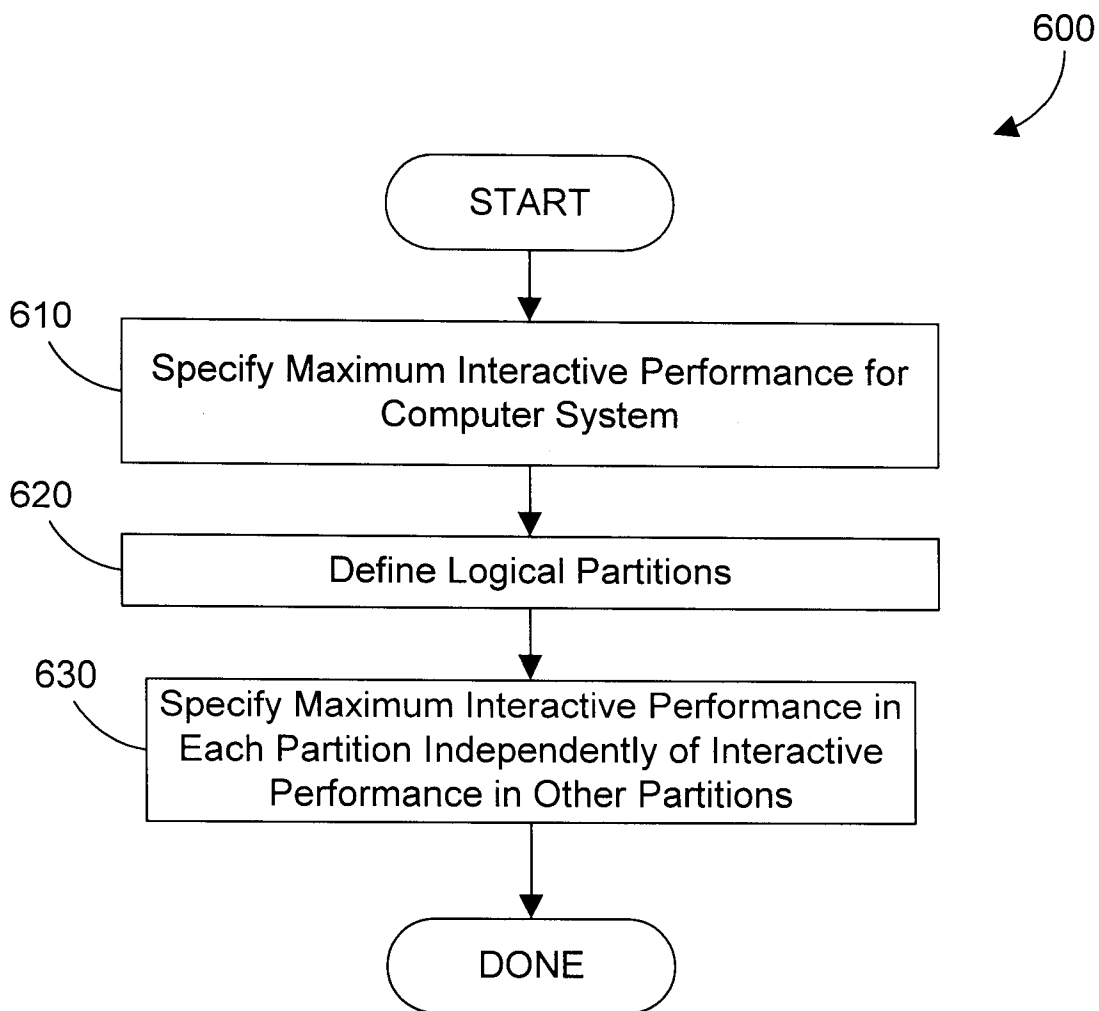 600
START
610
Specify Maximum Interactive Performance for
Computer System
620
Define Logical Partitions
630
Specify Maximum Interactive Performance in
Each Partition Independently of Interactive
Performance in Other Partitions
DONE